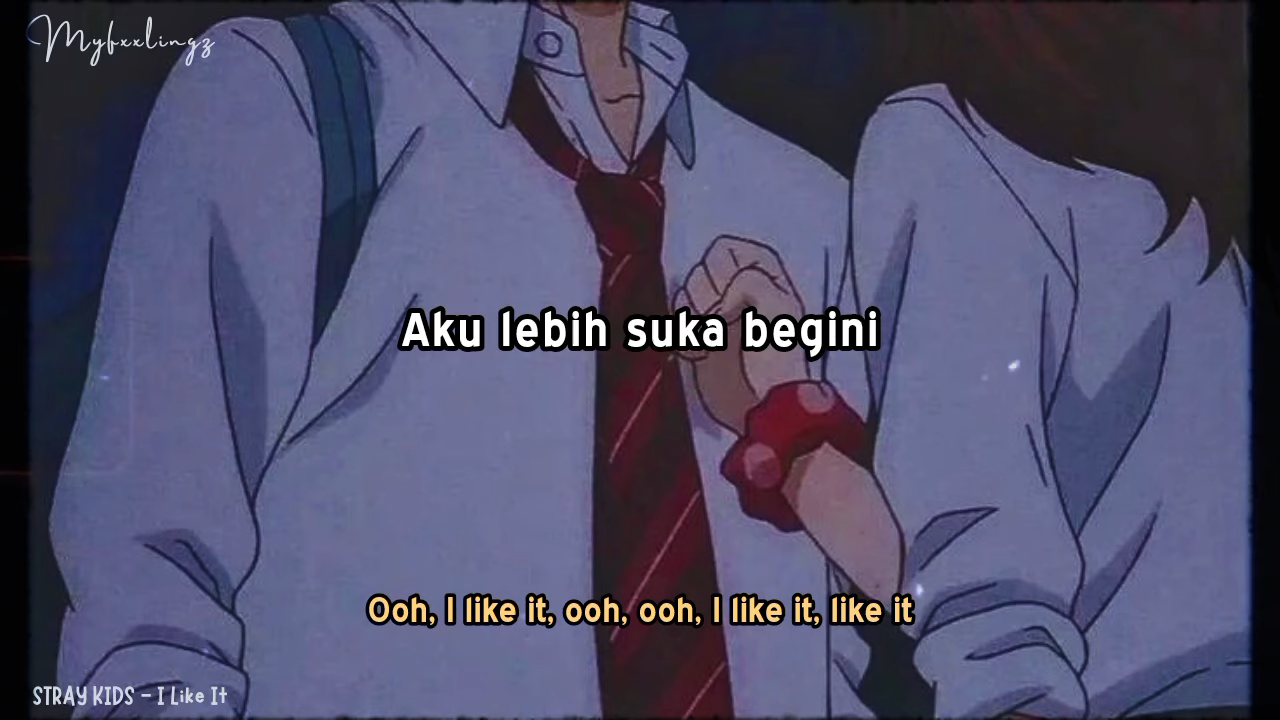 Myfxxlingz
Aku lebih suka begini
Ooh, I like it, ooh, ooh, I like it, like it
STRAY KIDS - I Like It